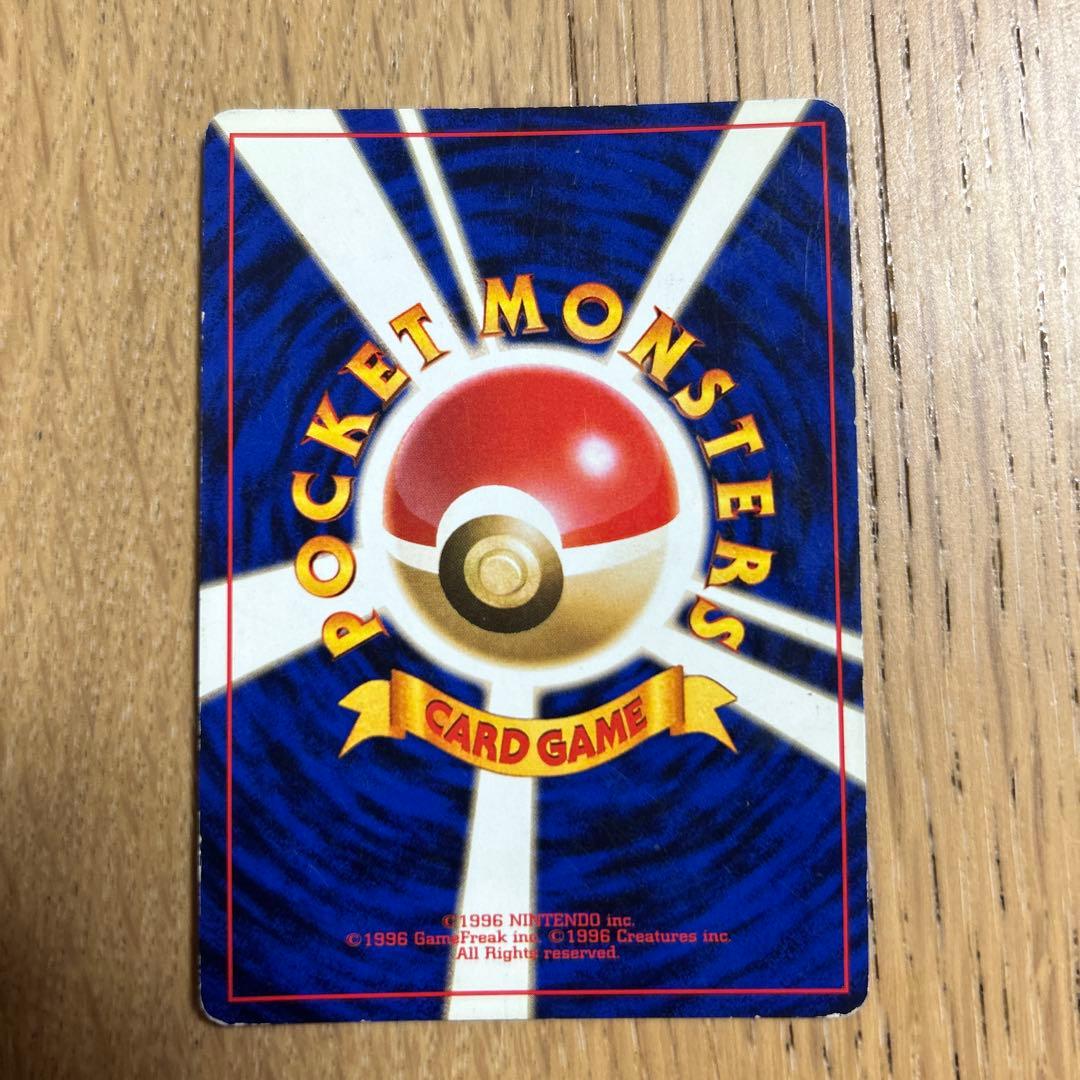 POCKET MONSTERS
CARD GAME
©1996 NINTENDO inc.
©1996 GameFreak inc. ©1996 Creatures inc.
All Rights reserved.